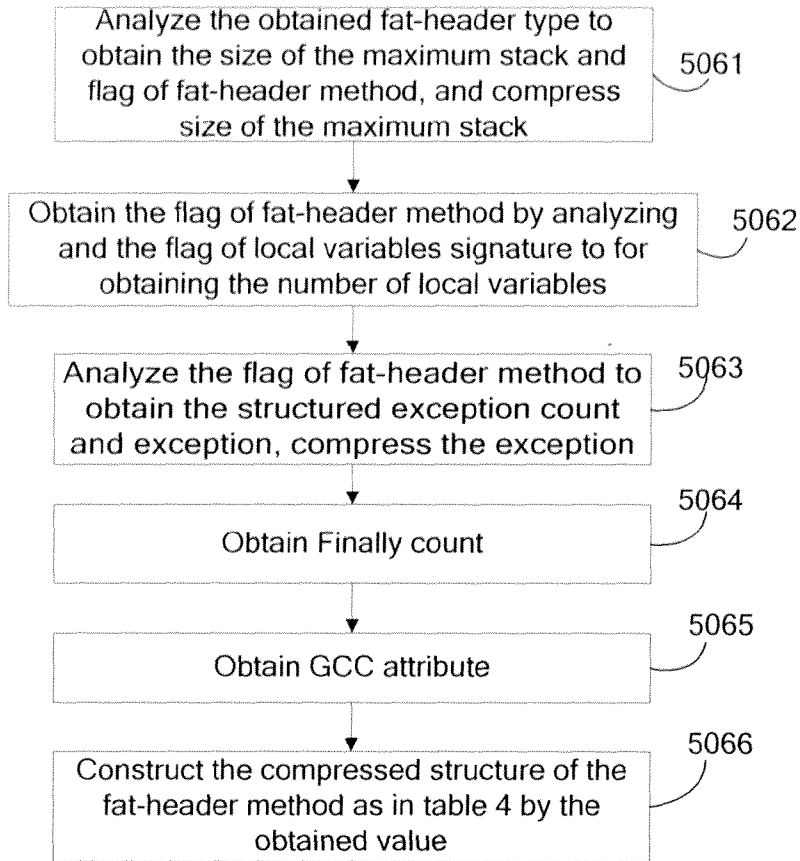 Analyze the obtained fat-header type to
obtain the size of the maximum stack and
flag of fat-header method, and compress
size of the maximum stack
5061
Obtain the flag of fat-header method by analyzing
and the flag of local variables signature to for
obtaining the number of local variables
5062
Analyze the flag of fat-header method to
obtain the structured exception count
and exception, compress the exception
5063
Obtain Finally count
5064
Obtain GCC attribute
5065
Construct the compressed structure of the
fat-header method as in table 4 by the
obtained value
5066